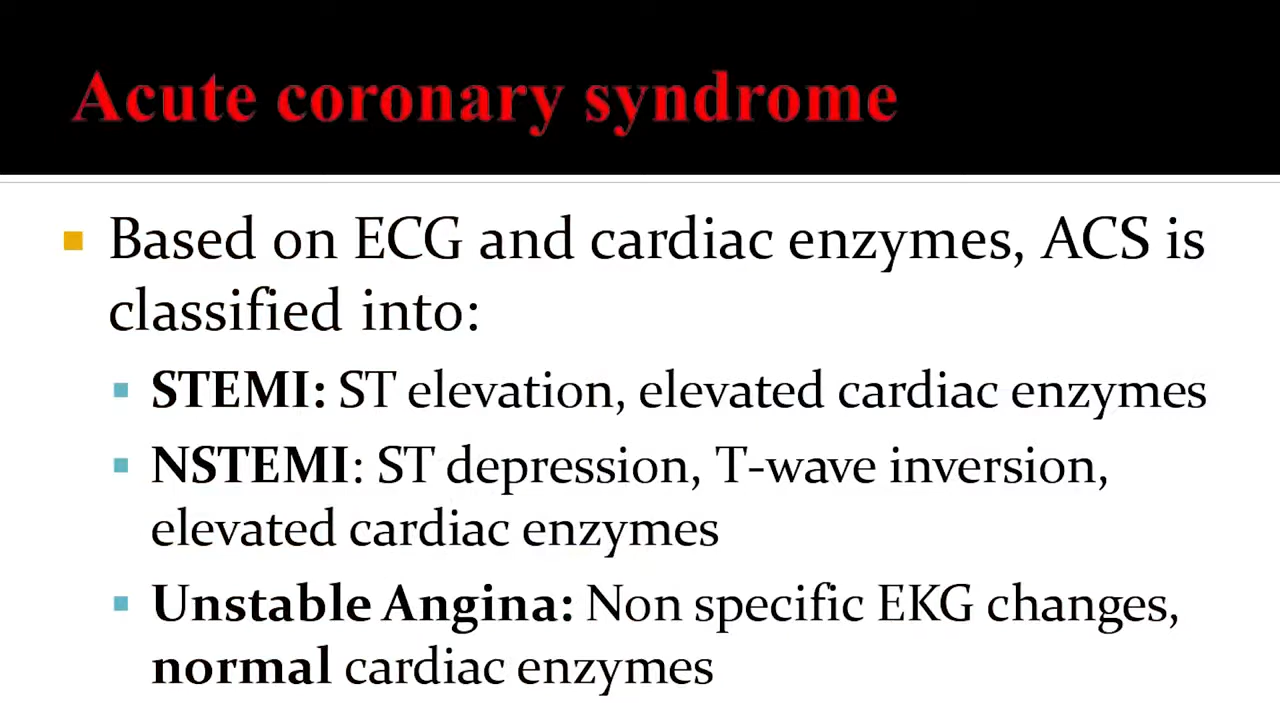 Acute coronary syndrome
Based on ECG and cardiac enzymes, ACS is
classified into:
STEMI: ST elevation, elevated cardiac enzymes
NSTEMI: ST depression, T-wave inversion,
elevated cardiac enzymes
Unstable Angina: Non specific EKG changes,
normal cardiac enzymes